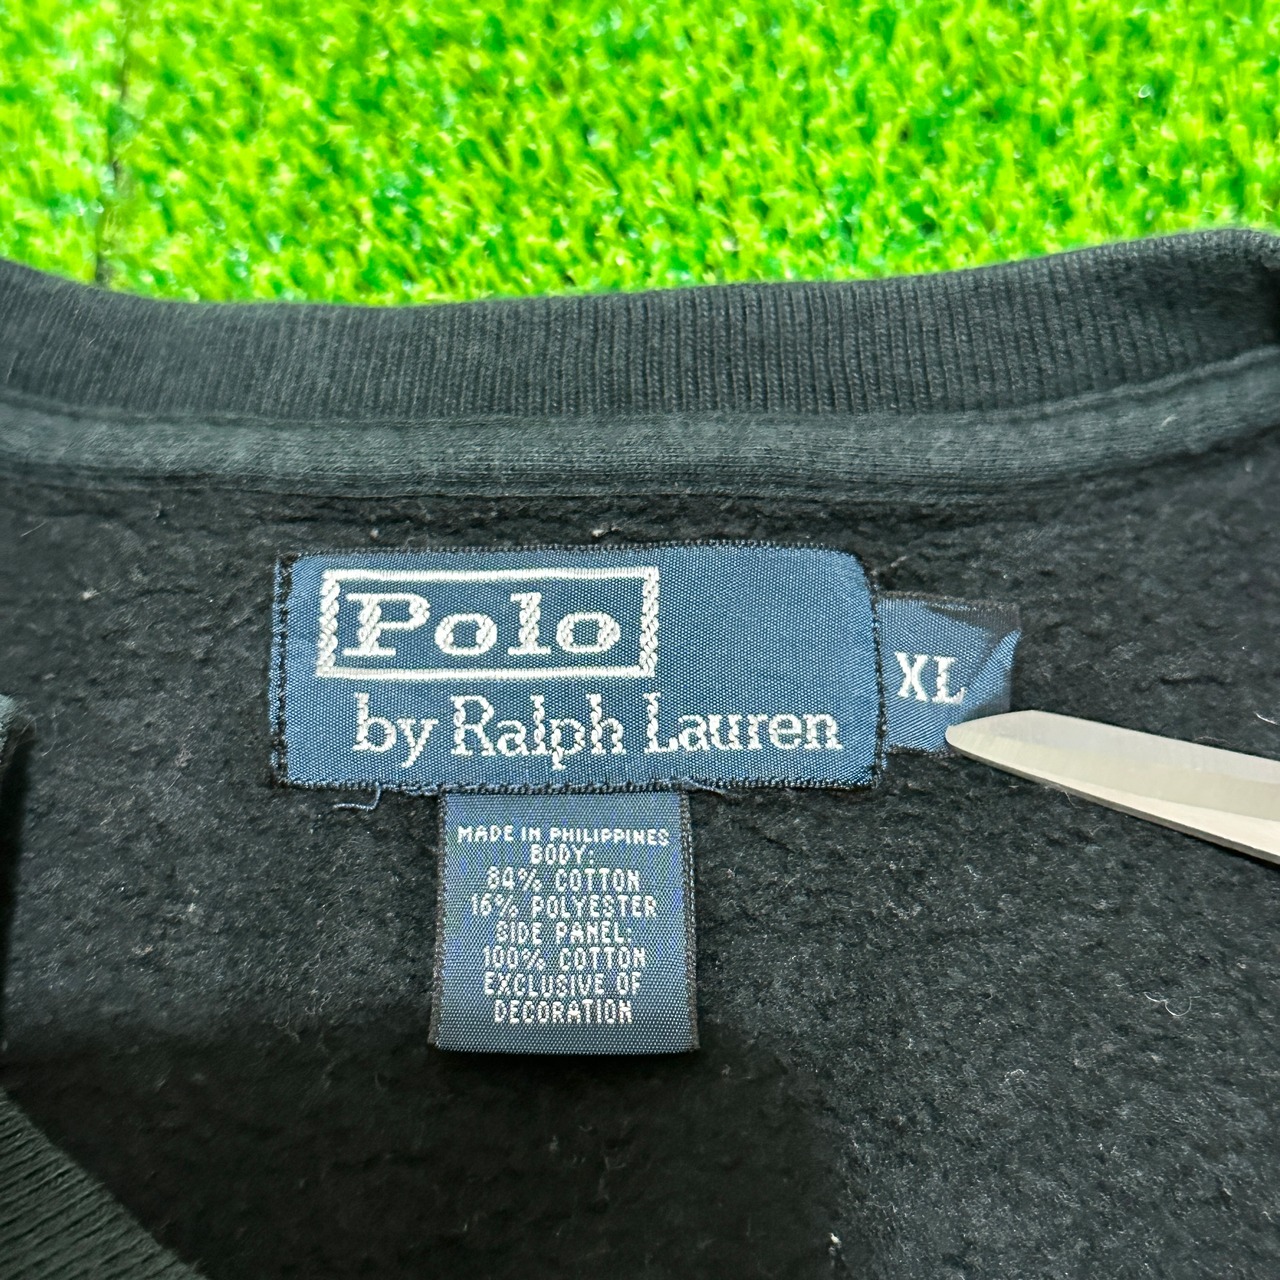 Polo
by Ralph Lauren
XL
MADE IN PHILIPPINES
BODY:
84% COTTON
16% POLYESTER
SIDE PANEL:
100% COTTON
EXCLUSIVE OF
DECORATION